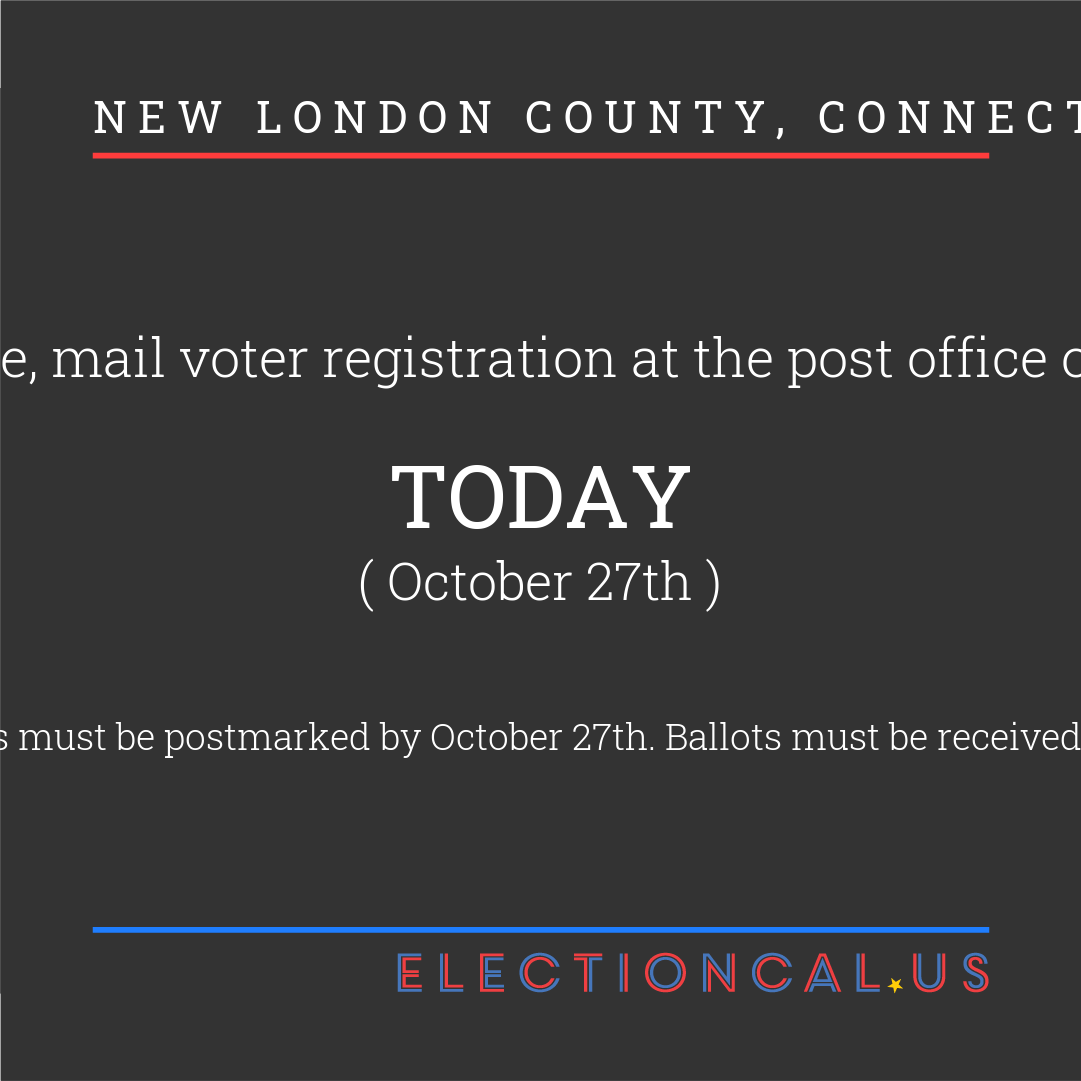 NEW LONDON COUNTY, CONNECT
e, mail voter registration at the post office
TODAY
( October 27th )
s must be postmarked by October 27th. Ballots must be received
ELECTIONCAL.US